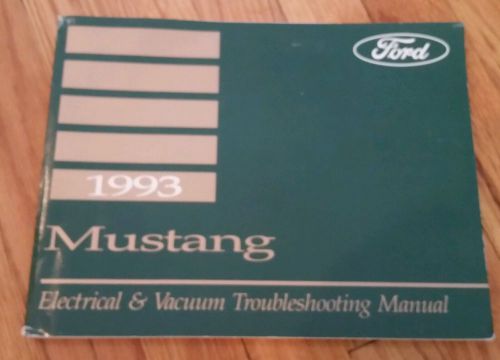 Ford
1993
Mustang
Electrical & Vacuum Troubleshooting Manual